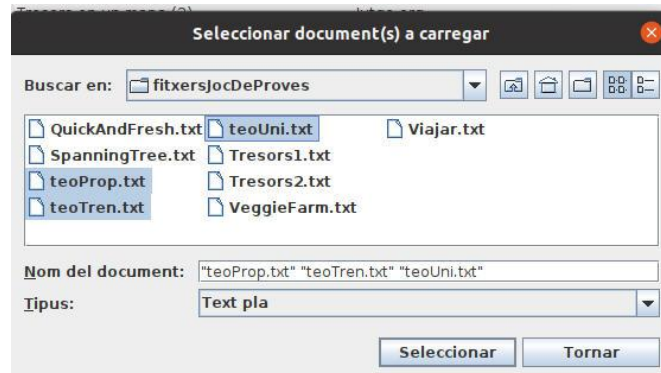 Seleccionar document(s) a carregar
Buscar en: fitxersJocDeProves
QuickAndFresh.txt teoUni.txt Viajar.txt
SpanningTree.txt Tresors1.txt
teoProp.txt Tresors2.txt
teoTren.txt VeggieFarm.txt
Nom del document: "teoProp.txt" "teoTren.txt" "teoUni.txt"
Tipus: Text pla
Seleccionar Tornar